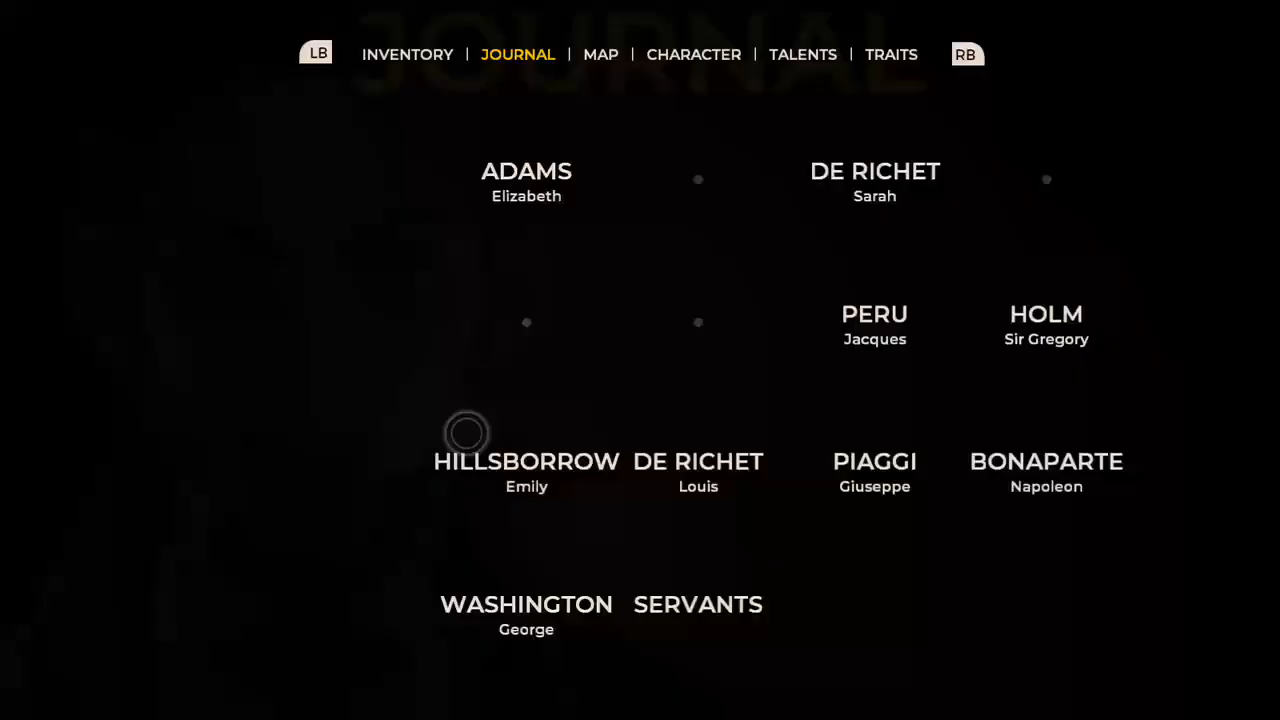 JOURNAL
LB INVENTORY | JOURNAL | MAP | CHARACTER | TALENTS | TRAITS RB
ADAMS DE RICHET
Elizabeth Sarah
PERU HOLM
Jacques Sir Gregory
HILLSBORROW DE RICHET PIAGGI BONAPARTE
Emily Louis Giuseppe Napoleon
WASHINGTON SERVANTS
George